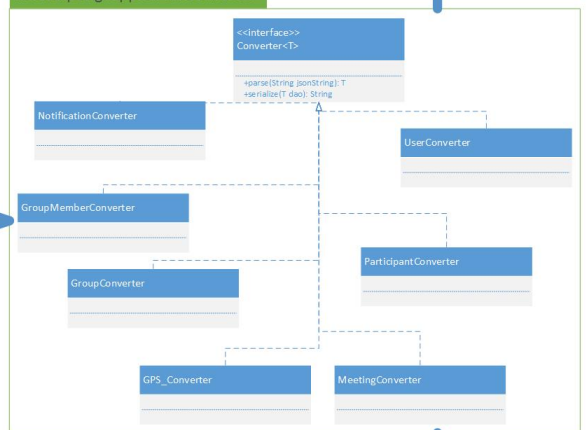 <<interface>>
Converter<T>
+parse(String jsonString): T
+serialize(T dao): String
NotificationConverter
UserConverter
GroupMemberConverter
ParticipantConverter
GroupConverter
GPS_Converter
MeetingConverter